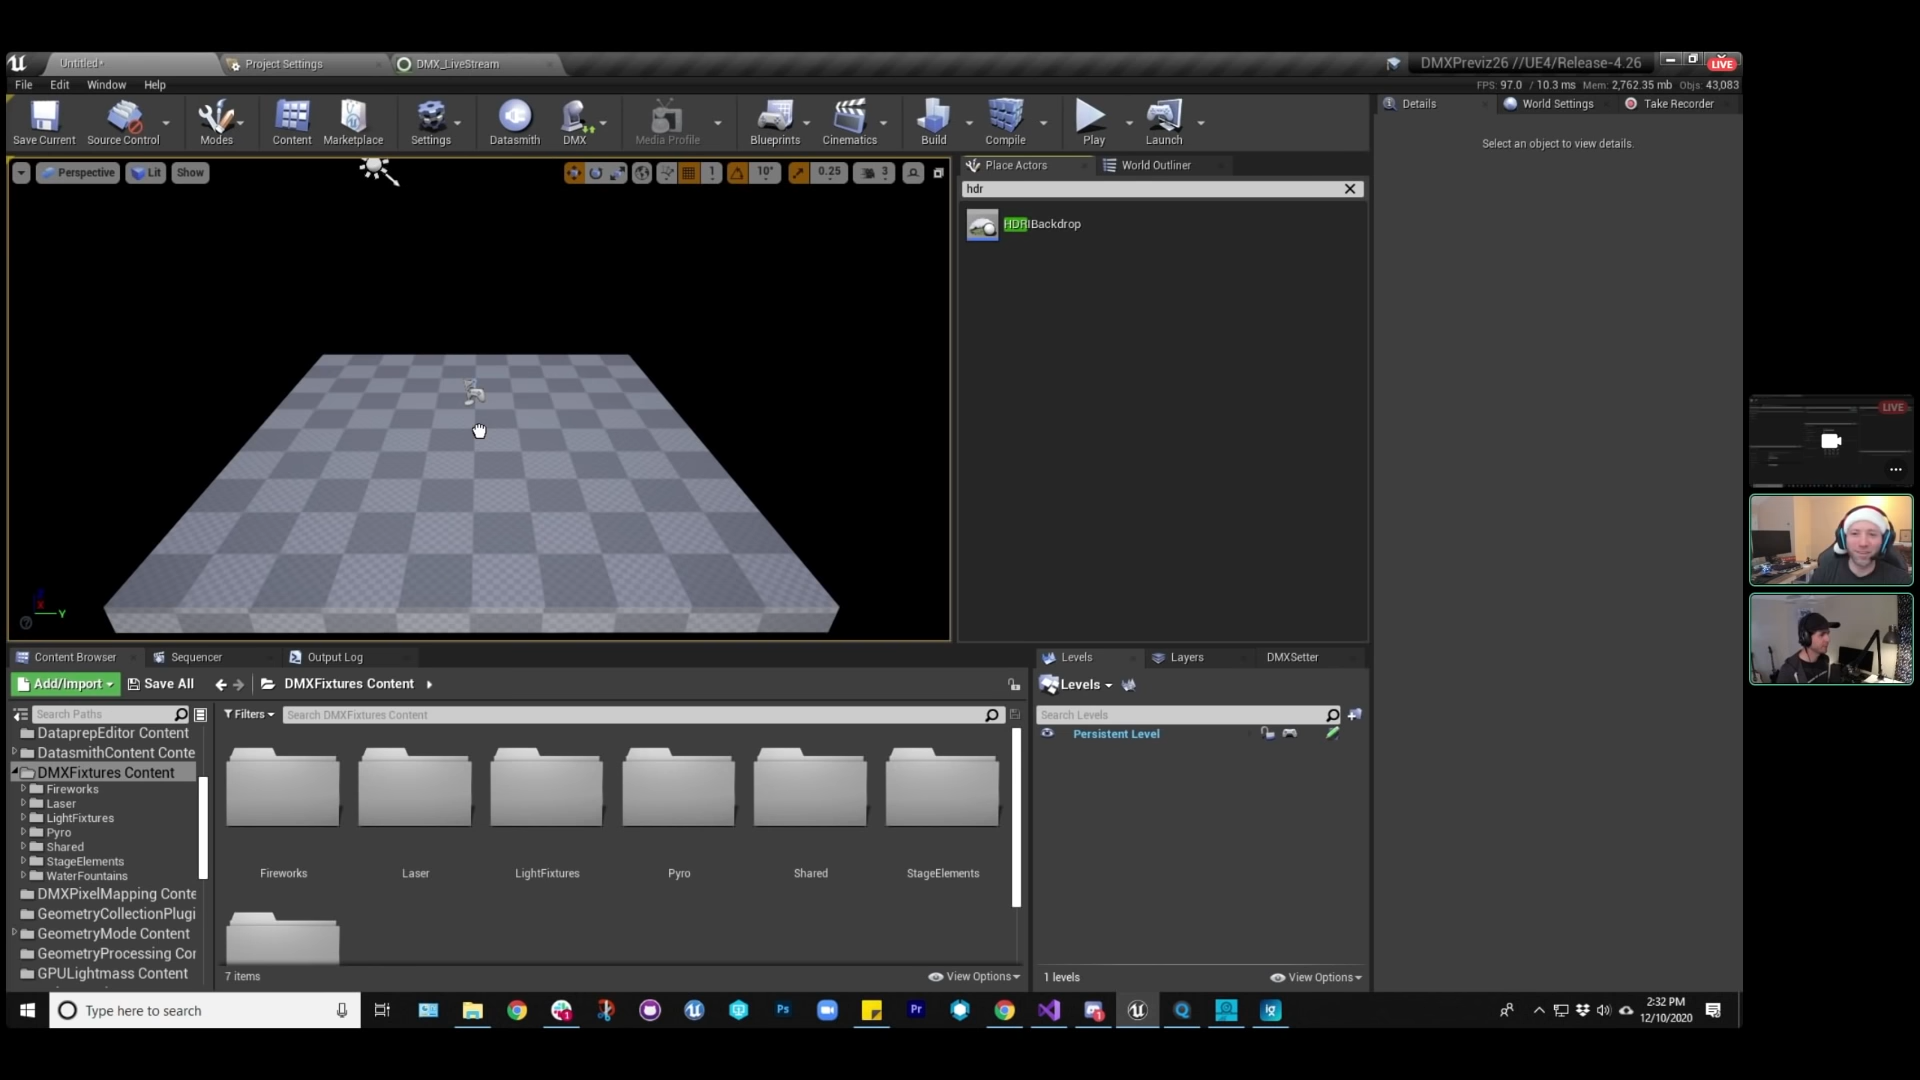 Untitled*
Project Settings
DMX_LiveStream
DMXPreviz26 //UE4/Release-4.26
LIVE
File Edit Window Help
FPS: 97.0 / 10.3 ms Mem: 2,762.35 mb Objs: 43,083
Save Current
Source Control
Modes
Content
Marketplace
Settings
Datasmith
DMX
Media Profile
Blueprints
Cinematics
Build
Compile
Play
Launch
Details
World Settings
Take Recorder
Select an object to view details.
Perspective
Lit
Show
1
10°
0.25
3
Place Actors
World Outliner
hdr
HDRIBackdrop
X
Y
LIVE
Content Browser
Sequencer
Output Log
Add/Import
Save All
DMXFixtures Content
Search Paths
Filters
Search DMXFixtures Content
DataprepEditor Content
DatasmithContent Conte
DMXFixtures Content
Fireworks
Laser
LightFixtures
Pyro
Shared
StageElements
WaterFountains
DMXPixelMapping Conte
GeometryCollectionPlugi
GeometryMode Content
GeometryProcessing Cor
GPULightmass Content
Fireworks
Laser
LightFixtures
Pyro
Shared
StageElements
7 items
View Options
Levels
Layers
DMXSetter
Levels
Search Levels
Persistent Level
1 levels
View Options
Type here to search
Ps
Pr
2:32 PM
12/10/2020